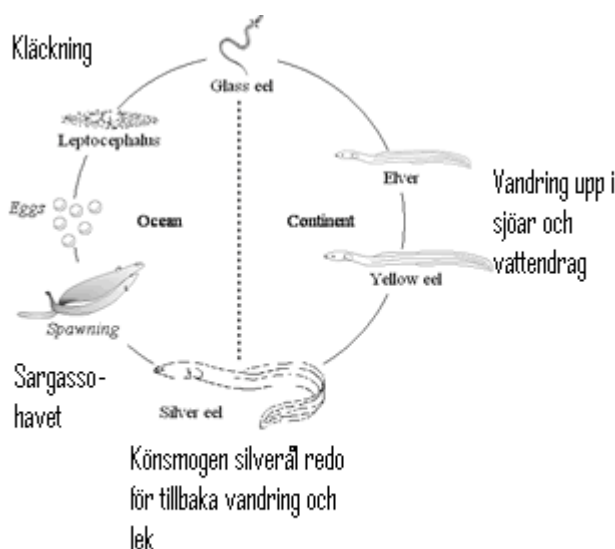 Kläckning
Glass eel
Leptocephalus
Elver
Eggs
Ocean
Continent
Vandring upp i
sjöar och
vattendrag
Yellow eel
Spawning
Sargasso-
havet
Silver eel
Könsmogen silverål redo
för tillbaka vandring och
lek